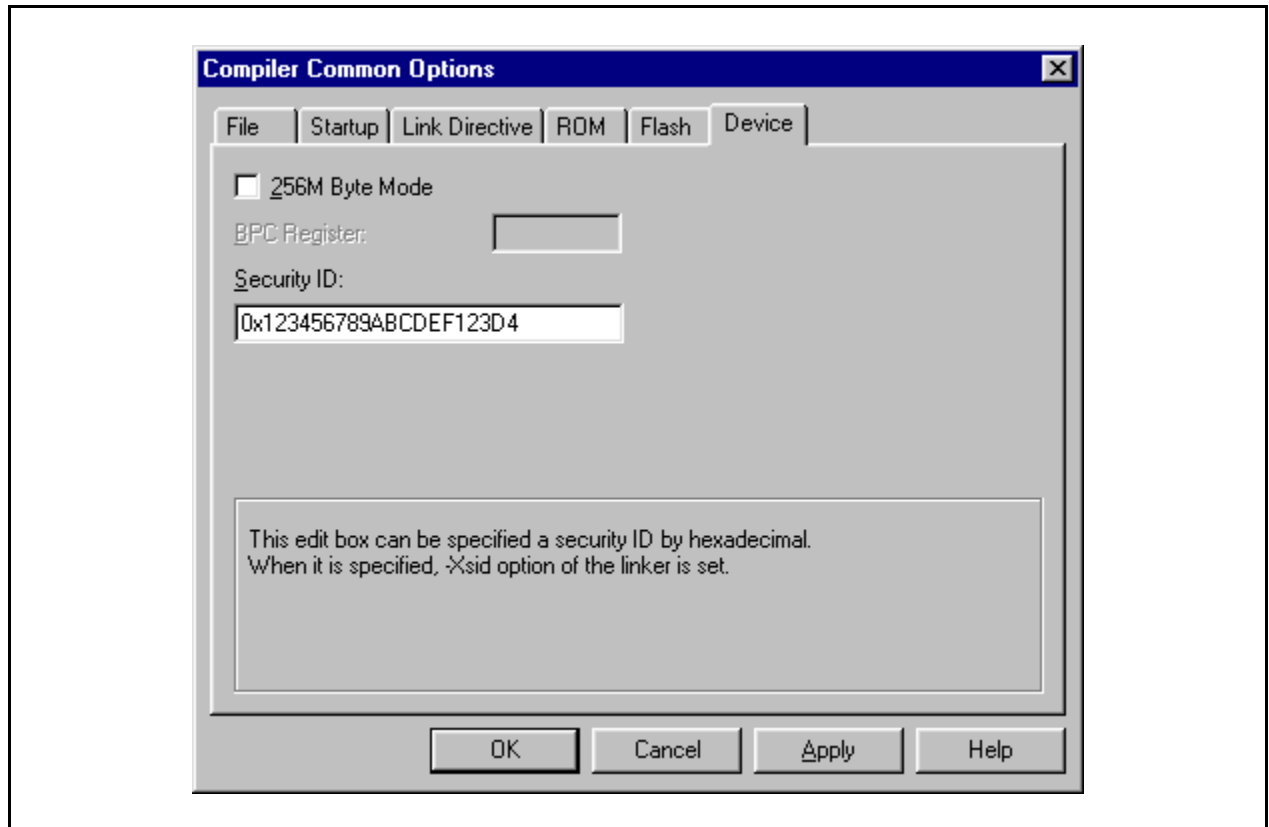 Compiler Common Options
File Startup Link Directive ROM Flash Device
256M Byte Mode
BPC Register:
Security ID:
0x123456789ABCDEF123D4
This edit box can be specified a security ID by hexadecimal.
When it is specified, -Xsid option of the linker is set.
OK Cancel Apply Help